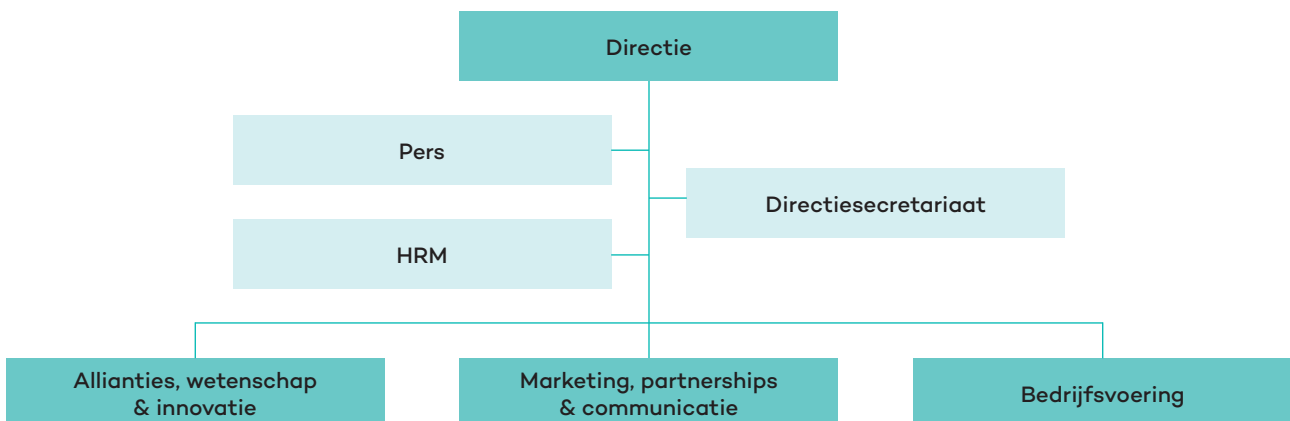 Directie
Pers
Directiesecretariaat
HRM
Allianties, wetenschap
& innovatie
Marketing, partnerships
& communicatie
Bedrijfsvoering